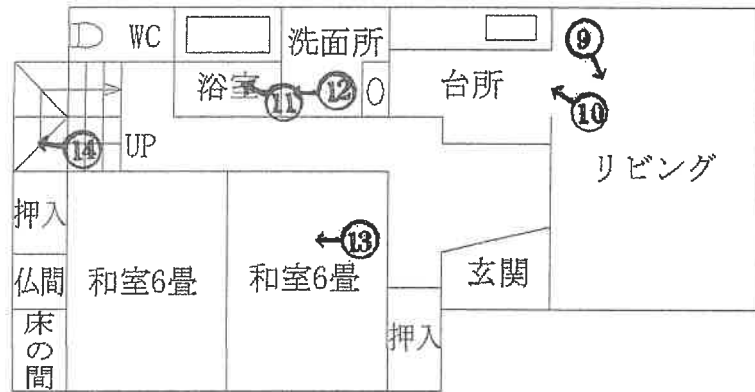 WC
洗面所
⑨
浴室
⑪
⑫
台所
⑩
⑭
UP
リビング
押入
⑬
仏間
和室6畳
和室6畳
玄関
床の間
押入